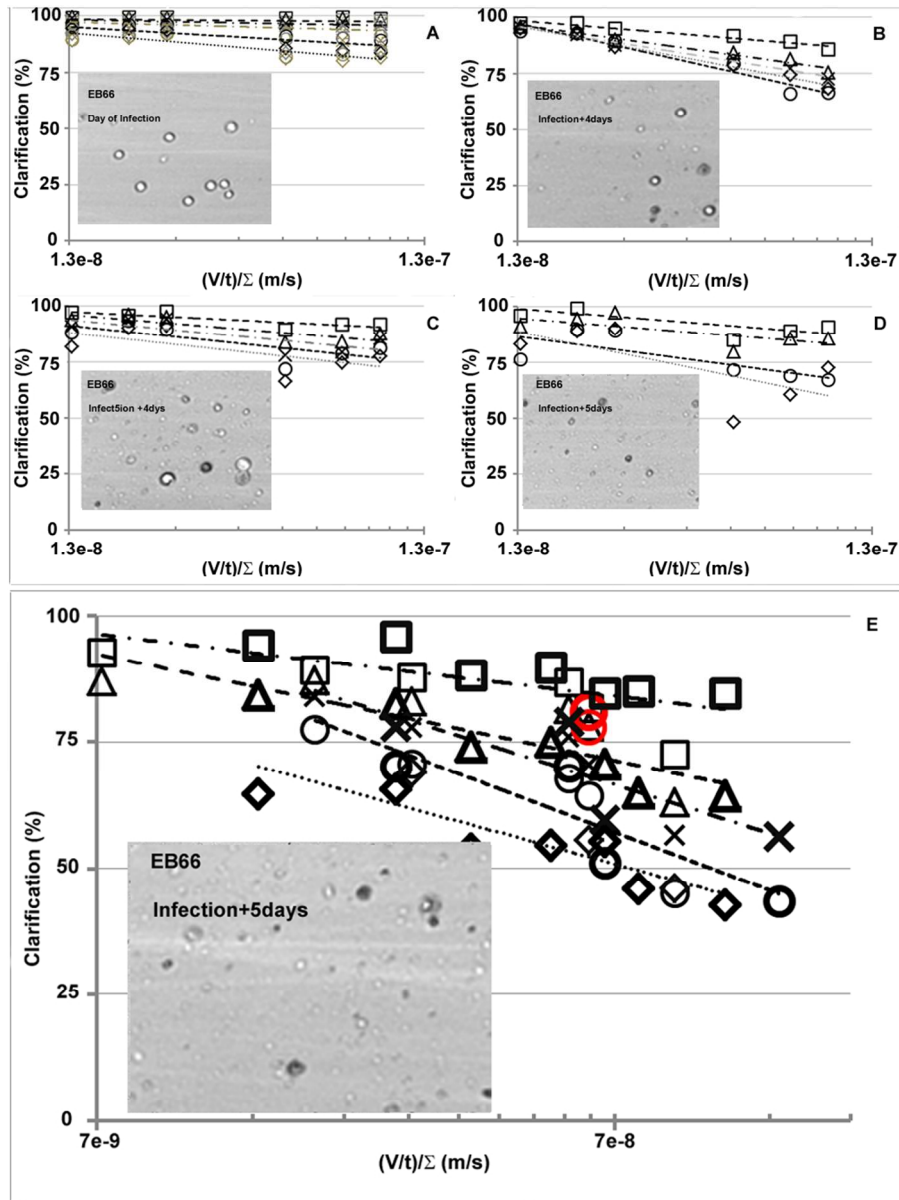 100
A
75
50
25
0
Clarification (%)
EB66
Day of Infection
1.3e-8
1.3e-7
(V/t)/Σ (m/s)
100
B
75
50
25
0
Clarification (%)
EB66
Infection+4days
1.3e-8
1.3e-7
(V/t)/Σ (m/s)
100
C
75
50
25
0
Clarification (%)
EB66
Infect5ion +4dys
1.3e-8
1.3e-7
(V/t)/Σ (m/s)
100
D
75
50
25
0
Clarification (%)
EB66
Infection+5days
1.3e-8
1.3e-7
(V/t)/Σ (m/s)
100
E
75
50
25
0
Clarification (%)
EB66
Infection+5days
7e-9
7e-8
(V/t)/Σ (m/s)